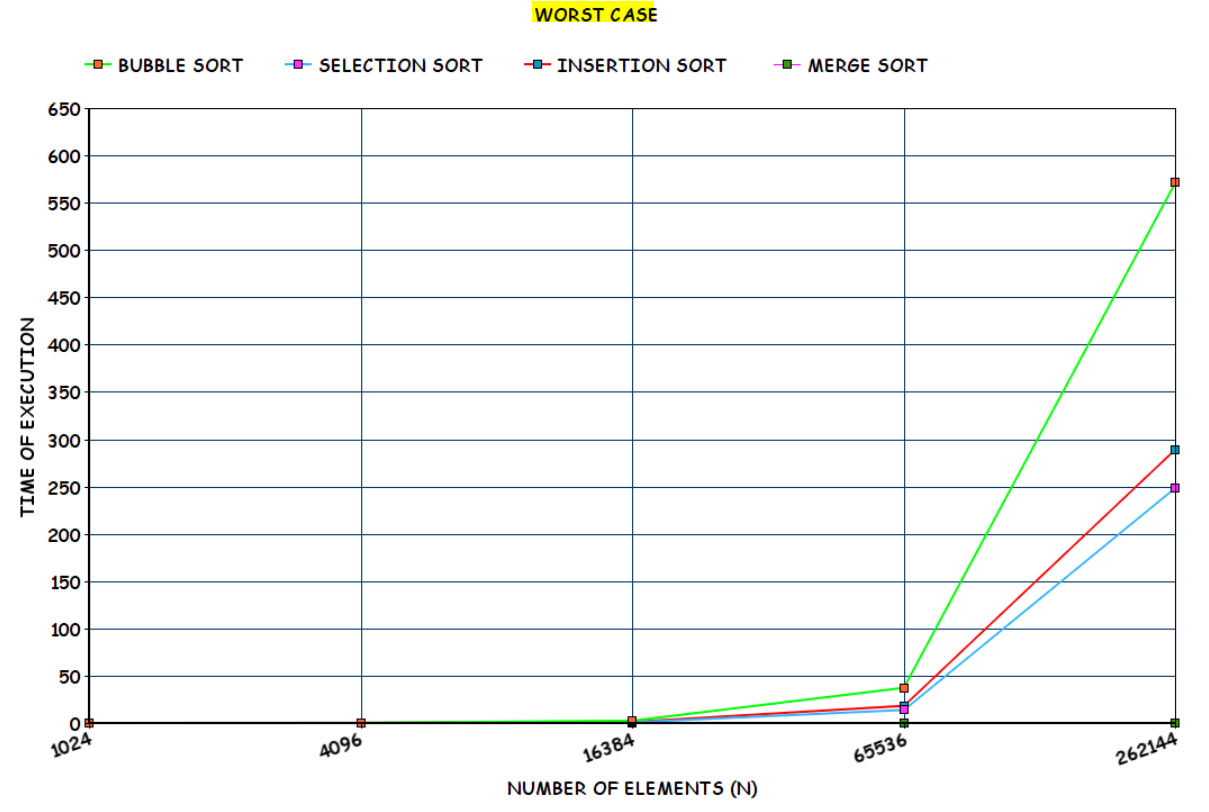 WORST CASE
BUBBLE SORT SELECTION SORT INSERTION SORT MERGE SORT
650
600
550
500
450
400
350
300
250
200
150
100
50
0
TIME OF EXECUTION
1024 4096 16384 65536 262144
NUMBER OF ELEMENTS (N)